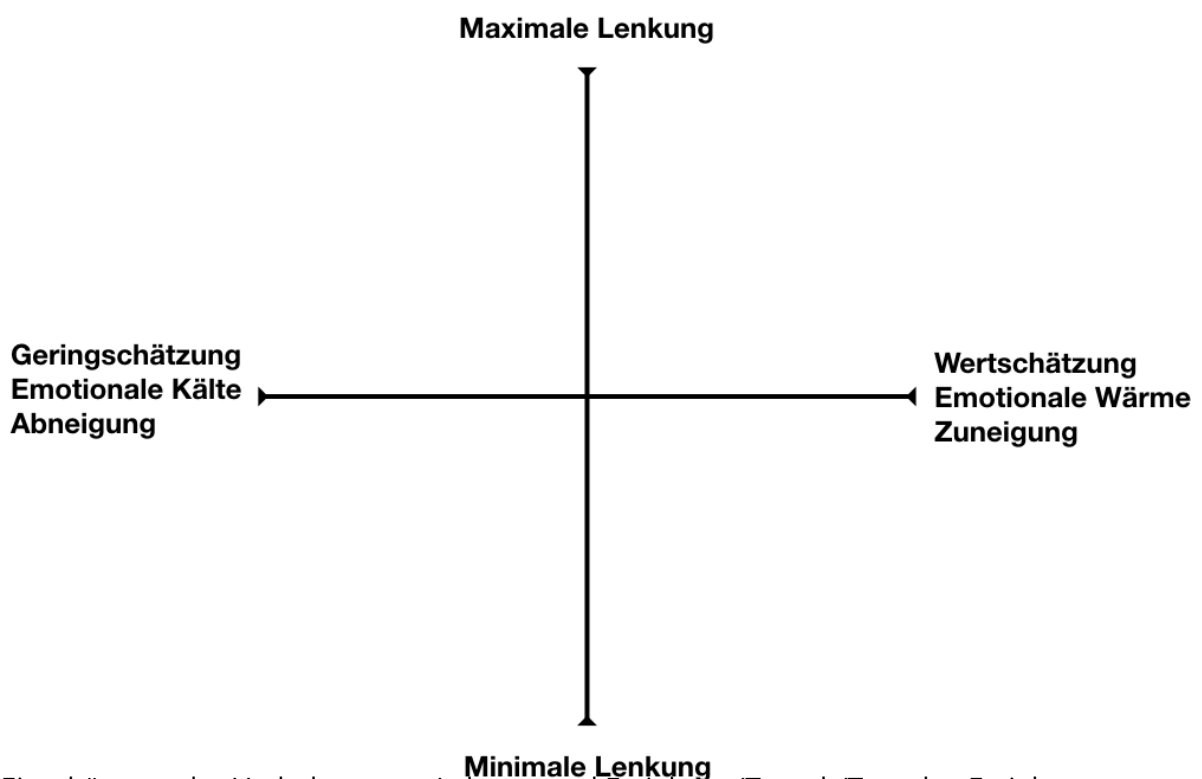 Maximale Lenkung
Geringschätzung
Emotionale Kälte
Abneigung
Wertschätzung
Emotionale Wärme
Zuneigung
Minimale Lenkung